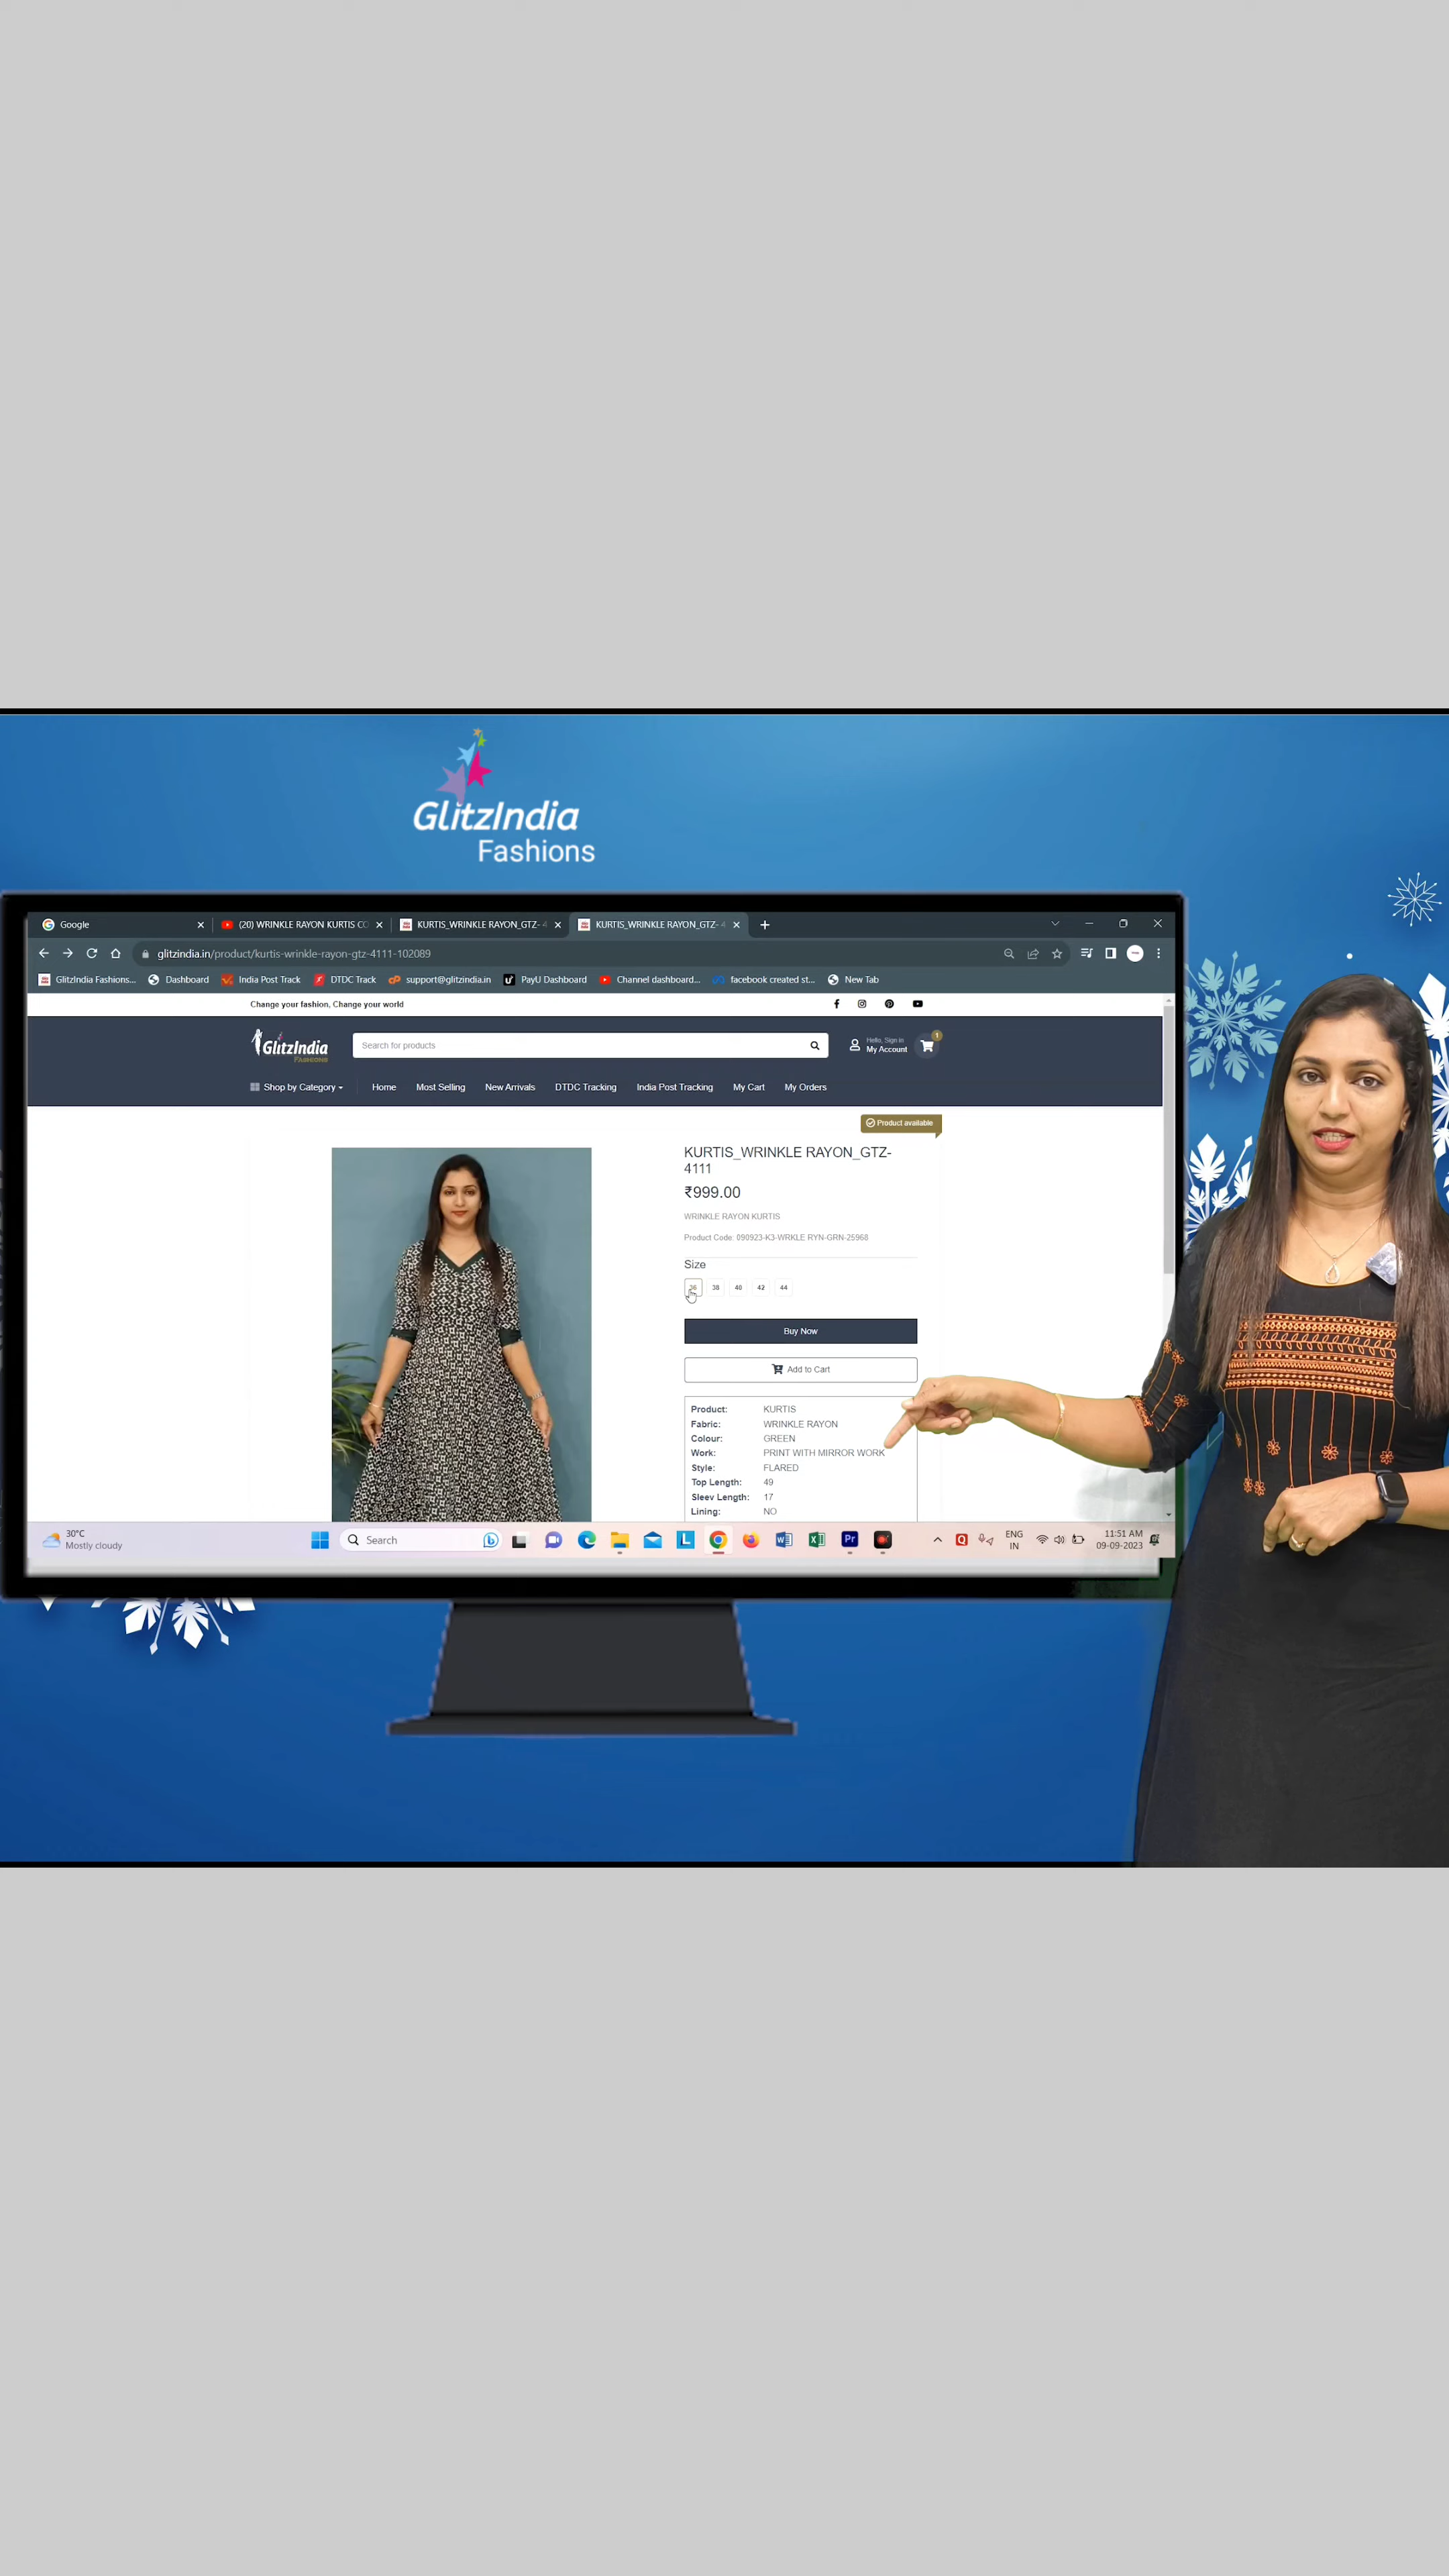 GlitzIndia
Fashions
Google
(20) WRINKLE RAYON KURTIS CO
KURTIS_WRINKLE RAYON_GTZ- 4
KURTIS_WRINKLE RAYON_GTZ- 4
glitzindia.in/product/kurtis-wrinkle-rayon-gtz-4111-102089
GlitzIndia Fashions...
Dashboard
India Post Track
DTDC Track
support@glitzindia.in
PayU Dashboard
Channel dashboard...
facebook created st...
New Tab
Change your fashion, Change your world
GlitzIndia
FASHIONS
Search for products
Hello, Sign in
My Account
1
Shop by Category
Home
Most Selling
New Arrivals
DTDC Tracking
India Post Tracking
My Cart
My Orders
Product available
KURTIS_WRINKLE RAYON_GTZ-
4111
₹999.00
WRINKLE RAYON KURTIS
Product Code: 090923-K3-WRKLE RYN-GRN-25968
Size
36 38 40 42 44
Buy Now
Add to Cart
Product: KURTIS
Fabric: WRINKLE RAYON
Colour: GREEN
Work: PRINT WITH MIRROR WORK
Style: FLARED
Top Length: 49
Sleev Length: 17
Lining: NO
30°C
Mostly cloudy
Search
ENG
IN
11:51 AM
09-09-2023